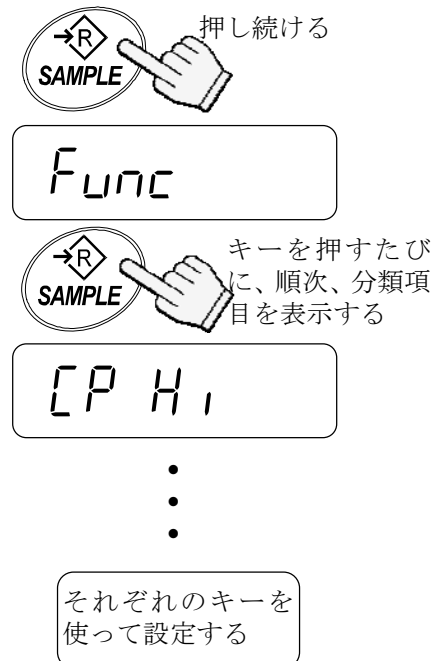 R
SAMPLE
押し続ける
Func
R
SAMPLE
キーを押すたび
に、順次、分類項
目を表示する
CP Hi
それぞれのキーを
使って設定する